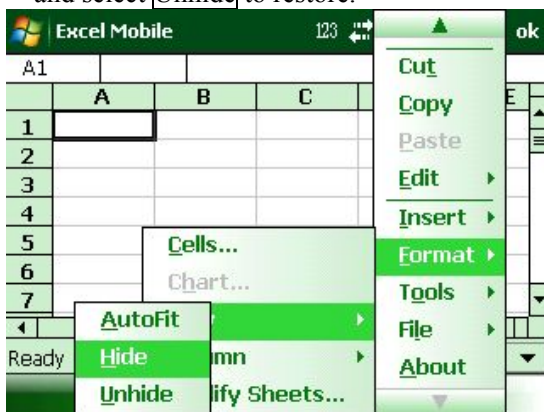 and select Unhide to restore.
Excel Mobile 123 ok
A1
A B C E
1
2
3
4
5
6
7
Cut
Copy
Paste
Edit
Insert
Format
Tools
File
About
Cells...
Chart...
AutoFit
Hide
Unhide
mn
ify Sheets...
Ready